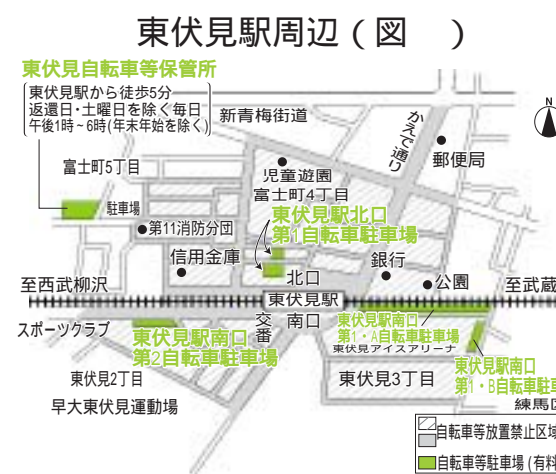 東伏見駅周辺(図　)
東伏見自転車等保管所
東伏見駅から徒歩5分
返還日・土曜日を除く毎日
午後1時~6時(年末年始を除く)
新青梅街道
かえで通り
N
郵便局
富士町5丁目
児童遊園
富士町4丁目
駐車場
第11消防分団
東伏見駅北口
第1自転車駐車場
信用金庫
北口
銀行
公園
至西武柳沢
東伏見駅
至武蔵
スポーツクラブ
交番
南口
東伏見駅南口
第2自転車駐車場
東伏見駅南口
第1・A自転車駐車場
東伏見アイスアリーナ
東伏見駅南口
第1・B自転車駐車
東伏見2丁目
東伏見3丁目
早大東伏見運動場
練馬区
自転車等放置禁止区域
自転車等駐車場(有料